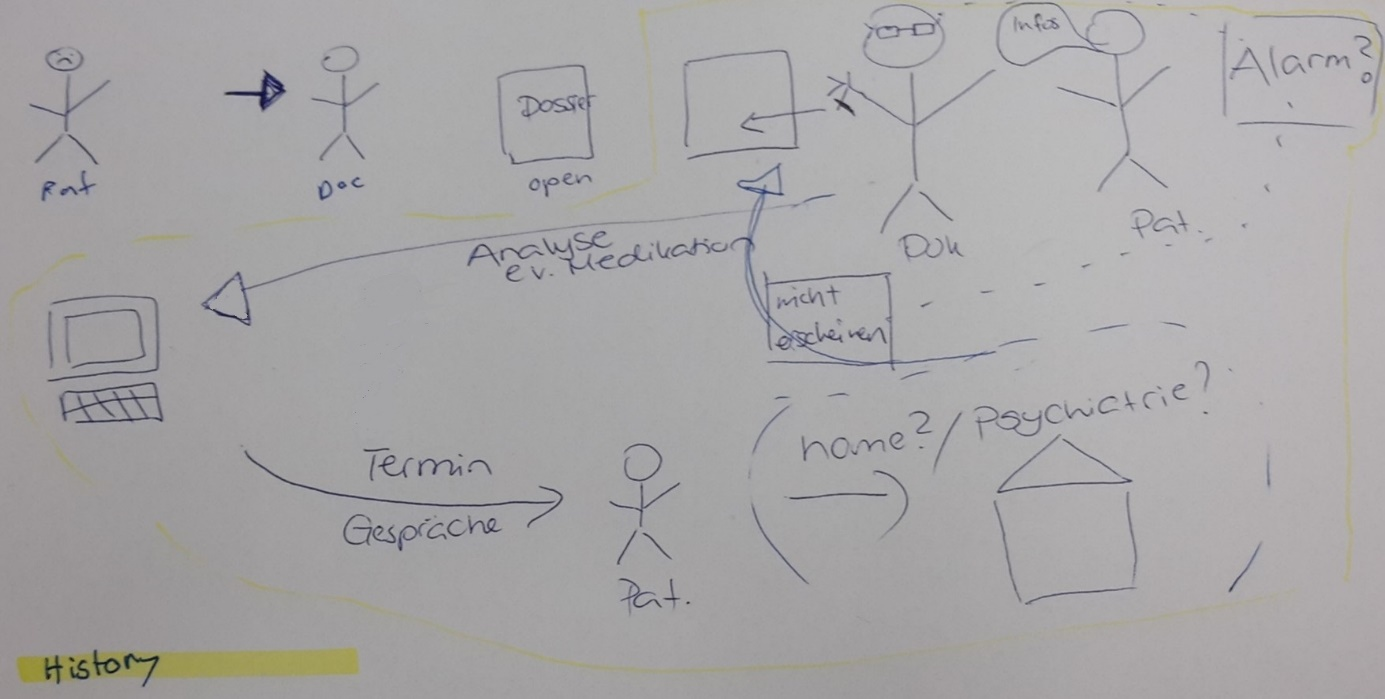 Infos
Alarm?
Dossier
Pat
Doc
open
Pat.
Dok
Analyse
ev. Medikation
nicht
erscheinen
home? / Psychiatrie?
Termin
Gespräche
Pat.
History